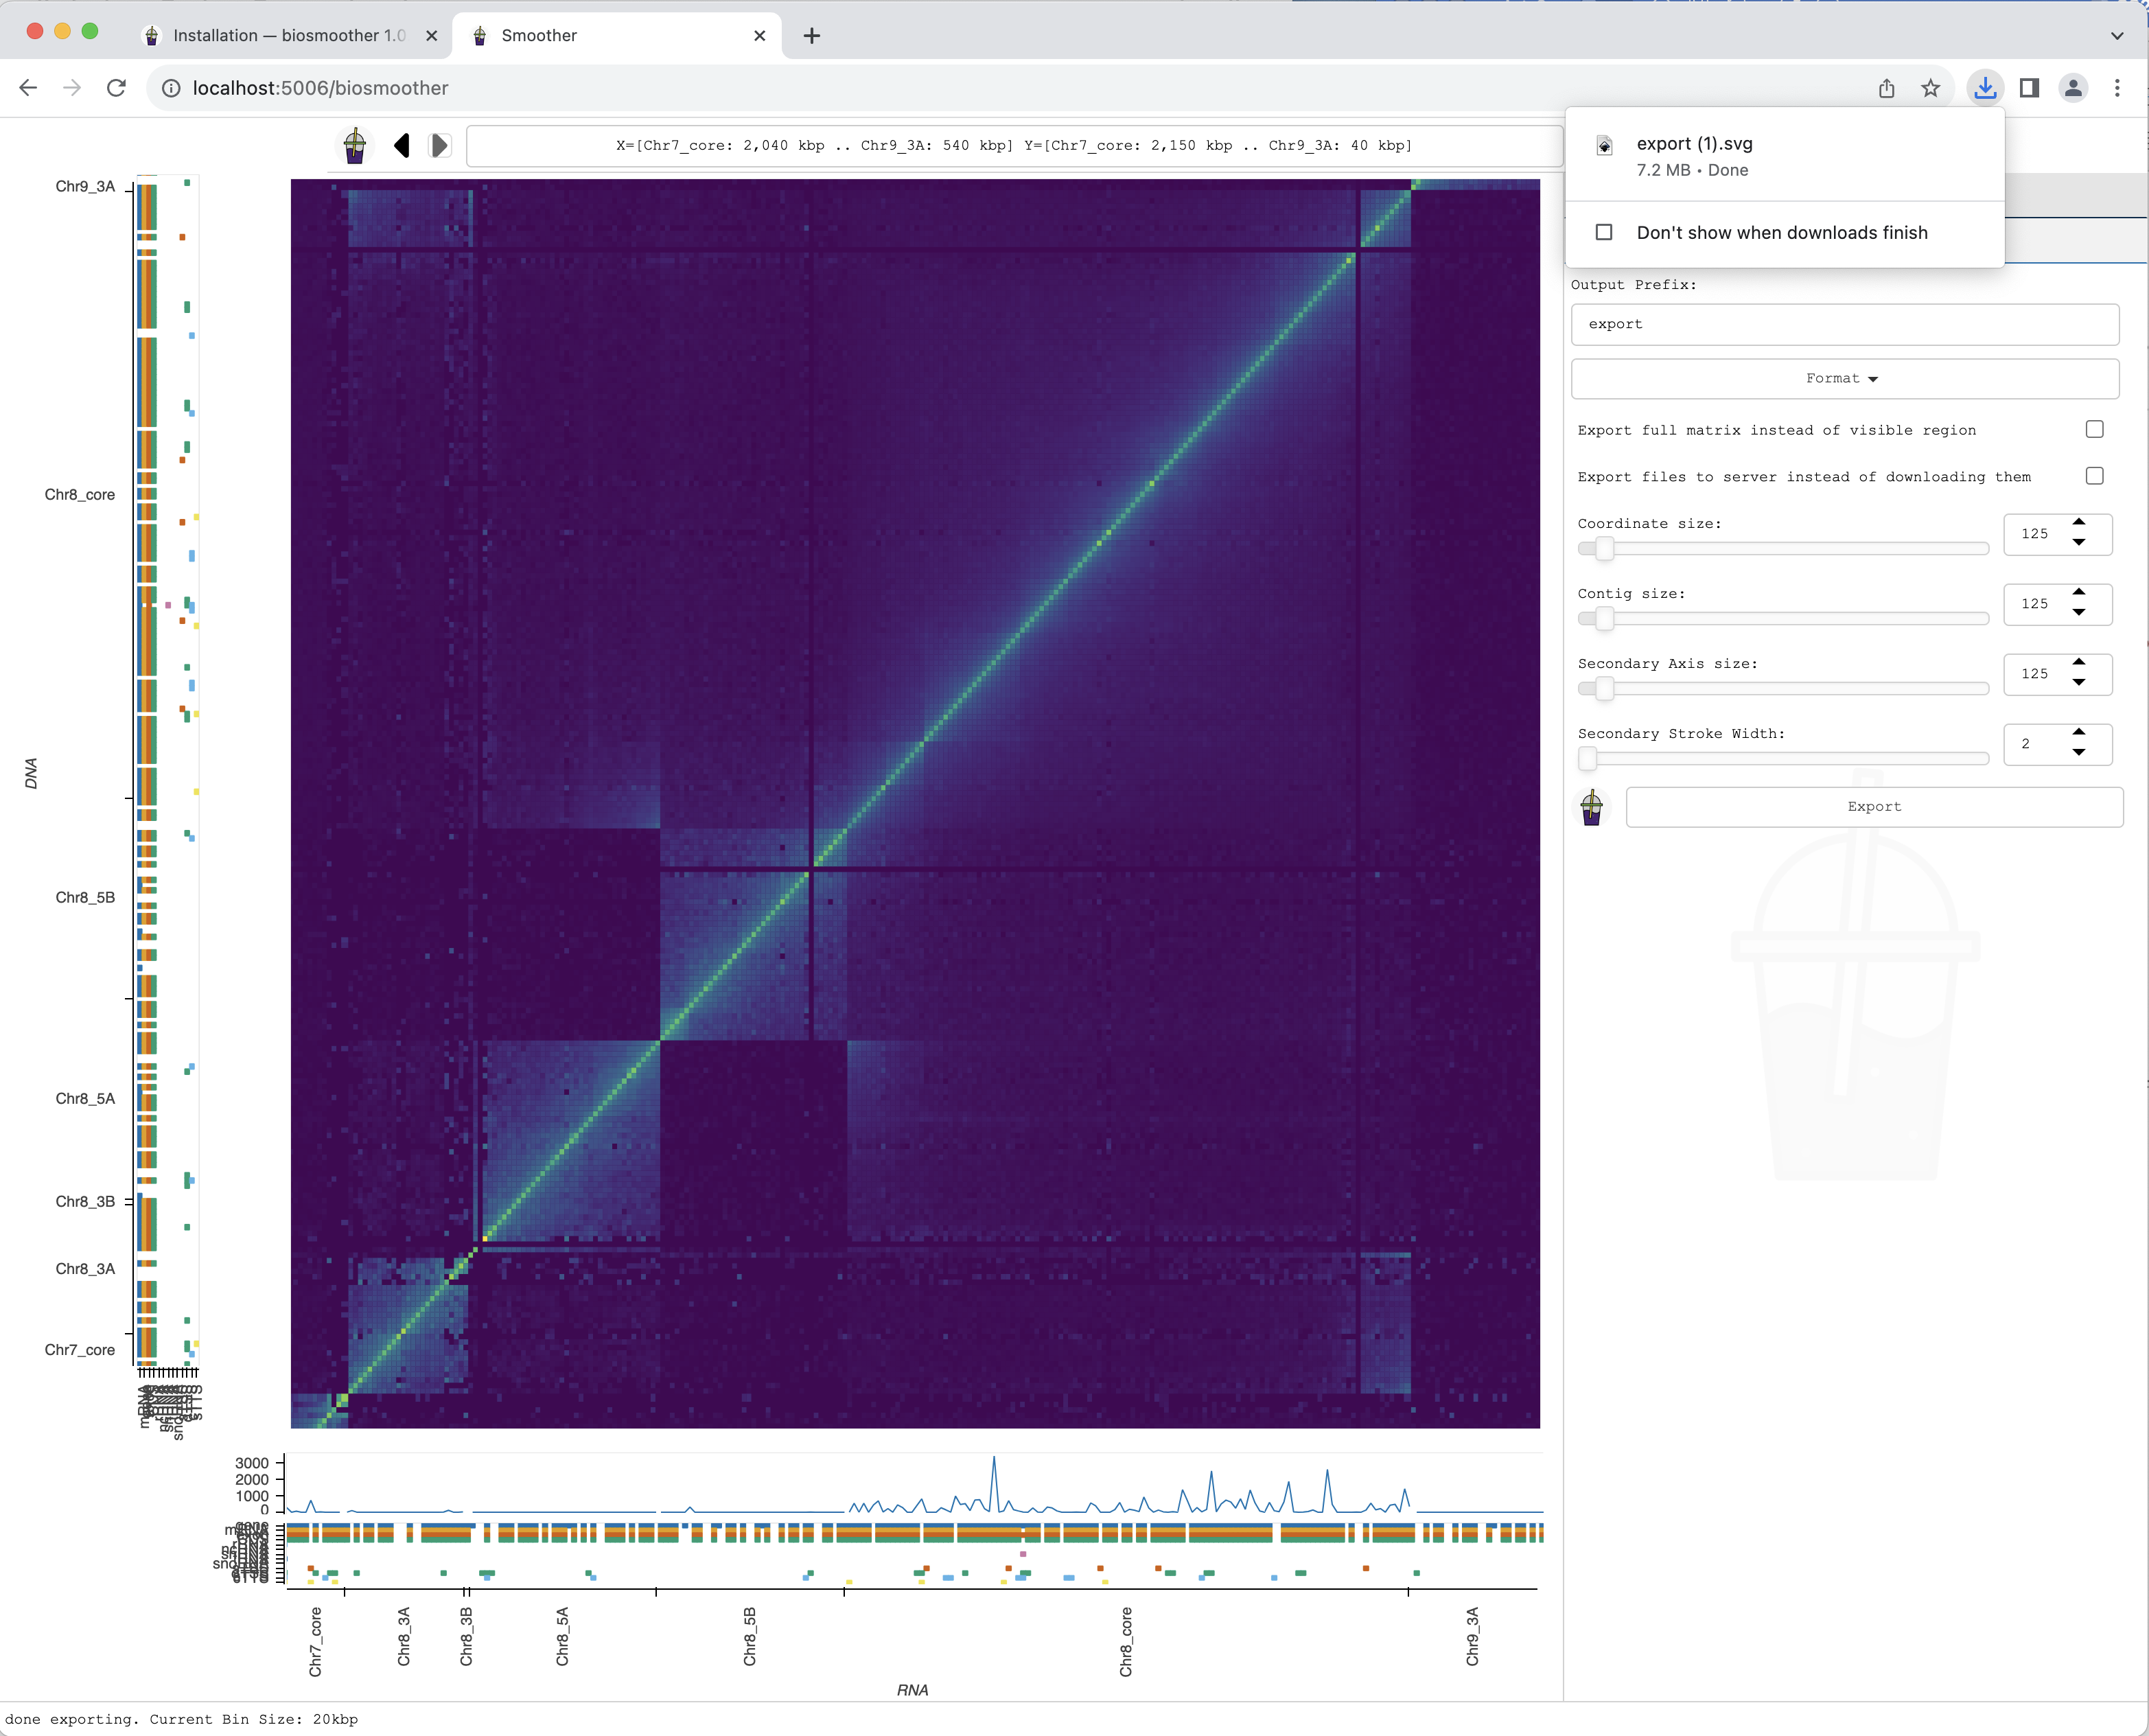 Installation — biosmoother 1.0
Smoother
localhost:5006/biosmoother
X=[Chr7_core: 2,040 kbp .. Chr9_3A: 540 kbp] Y=[Chr7_core: 2,150 kbp .. Chr9_3A: 40 kbp]
export (1).svg
7.2 MB • Done
Don't show when downloads finish
Output Prefix:
export
Format
Export full matrix instead of visible region
Export files to server instead of downloading them
Coordinate size:
125
Contig size:
125
Secondary Axis size:
125
Secondary Stroke Width:
2
Export
Chr9_3A
Chr8_core
Chr8_5B
Chr8_5A
Chr8_3B
Chr8_3A
Chr7_core
DNA
3000
2000
1000
0
Chr7_core
Chr8_3A
Chr8_3B
Chr8_5A
Chr8_5B
Chr8_core
Chr9_3A
RNA
done exporting. Current Bin Size: 20kbp